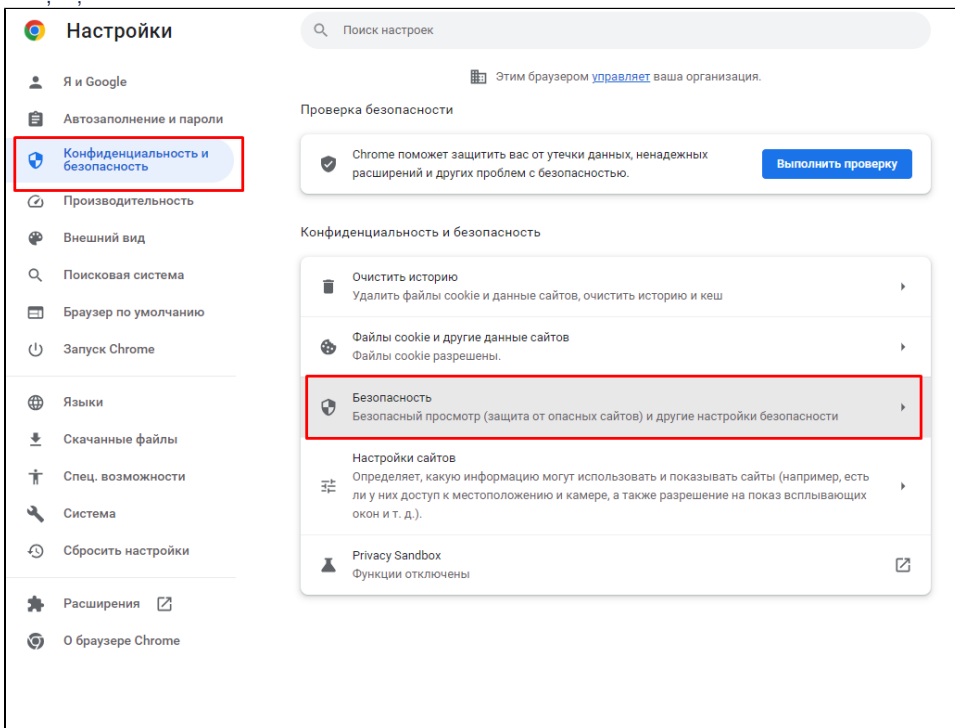 Настройки
Поиск настроек
Я и Google
Автозаполнение и пароли
Конфиденциальность и
безопасность
Производительность
Внешний вид
Поисковая система
Браузер по умолчанию
Запуск Chrome
Языки
Скачанные файлы
Спец. возможности
Система
Сбросить настройки
Расширения
О браузере Chrome
Этим браузером управляет ваша организация.
Проверка безопасности
Chrome поможет защитить вас от утечки данных, ненадежных
расширений и других проблем с безопасностью.
Выполнить проверку
Конфиденциальность и безопасность
Очистить историю
Удалить файлы cookie и данные сайтов, очистить историю и кеш
Файлы cookie и другие данные сайтов
Файлы cookie разрешены.
Безопасность
Безопасный просмотр (защита от опасных сайтов) и другие настройки безопасности
Настройки сайтов
Определяет, какую информацию могут использовать и показывать сайты (например, есть
ли у них доступ к местоположению и камере, а также разрешение на показ всплывающих
окон и т. д.).
Privacy Sandbox
Функции отключены